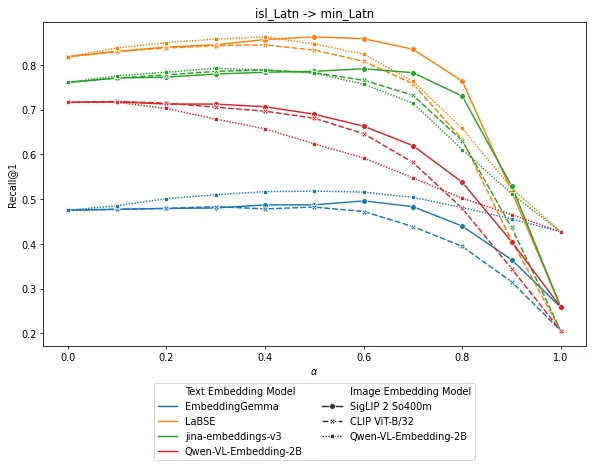 isl_Latn -> min_Latn
Recall@1
0.8
0.7
0.6
0.5
0.4
0.3
0.2
0.0 0.2 0.4 0.6 0.8 1.0
α
Text Embedding Model Image Embedding Model
EmbeddingGemma SigLIP 2 So400m
LaBSE CLIP ViT-B/32
jina-embeddings-v3 Qwen-VL-Embedding-2B
Qwen-VL-Embedding-2B